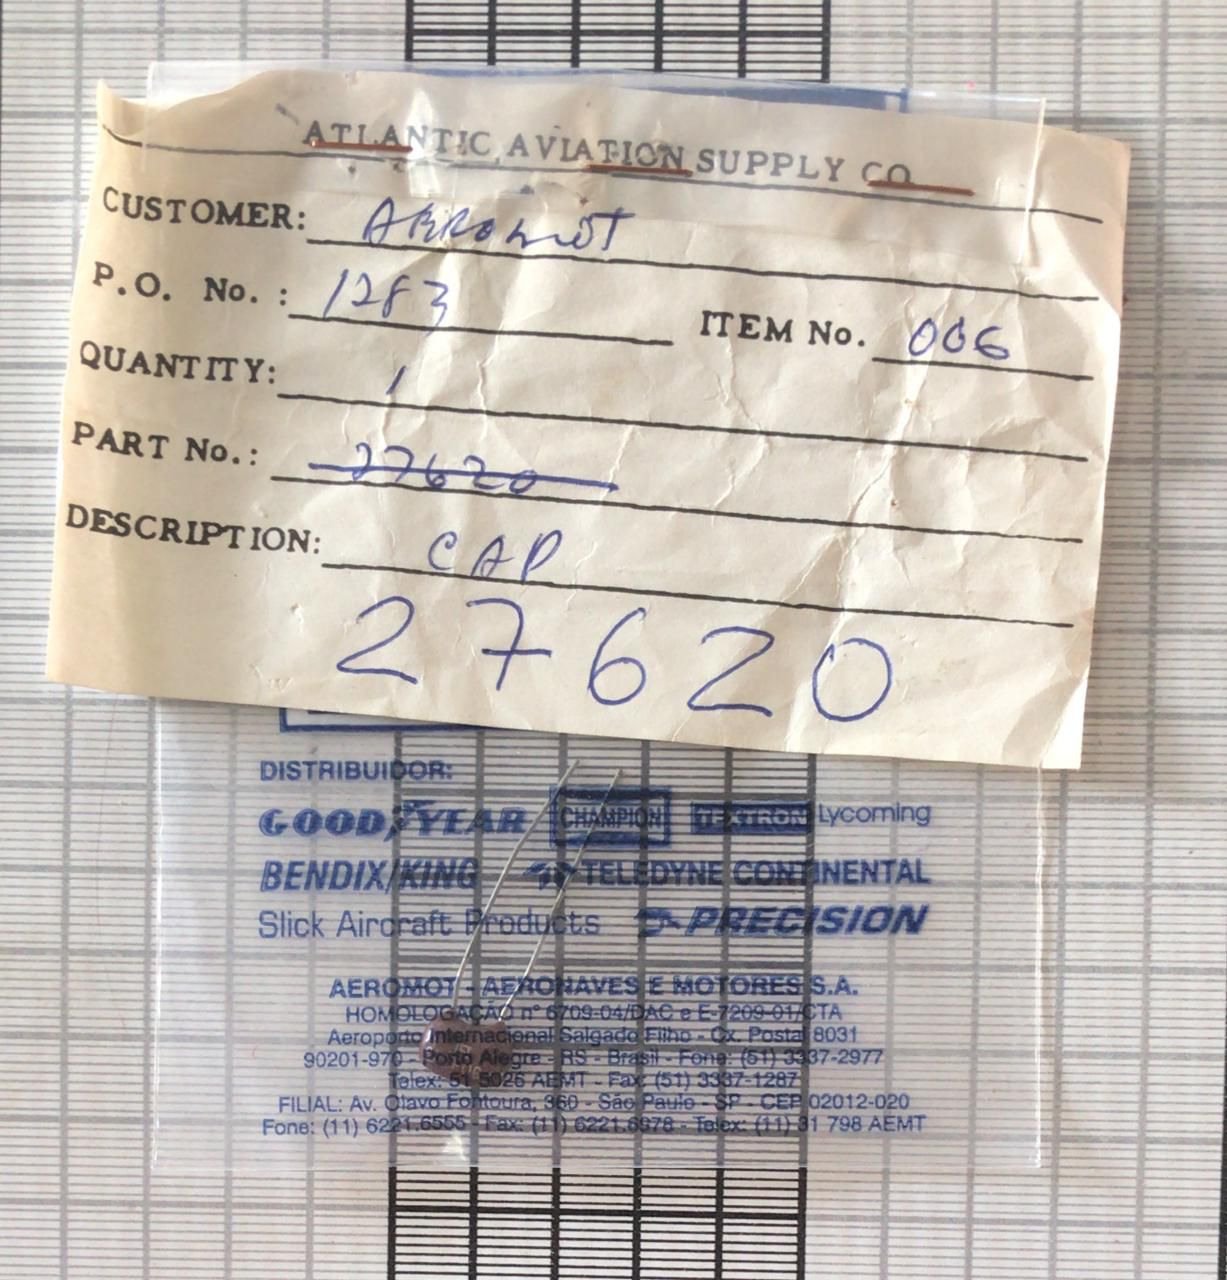 ATLANTIC AVIATION SUPPLY CO
CUSTOMER: AEROMOT
P.O. No. : 1283 ITEM No. 006
QUANTITY: 1
PART No.: 27620
DESCRIPTION: CAP
27620
DISTRIBUIDOR:
GOODYEAR CHAMPION TEXTRON Lycoming
BENDIX/KING TELEDYNE CONTINENTAL
Slick Aircraft Products PRECISION
AEROMOT - AERONAVES E MOTORES S.A.
HOMOLOGAÇÃO nº 6709-04/DAC e E-7209-01/CTA
Aeroporto Internacional Salgado Filho - Cx. Postal 8031
90201-970 - Porto Alegre - RS - Brasil - Fone: (51) 3337-2977
Telex: 51 5026 AEMT - Fax: (51) 3337-1287
FILIAL: Av. Olavo Fontoura, 360 - São Paulo - SP - CEP 02012-020
Fone: (11) 6221.6555 - Fax: (11) 6221.6978 - Telex: (11) 31 798 AEMT